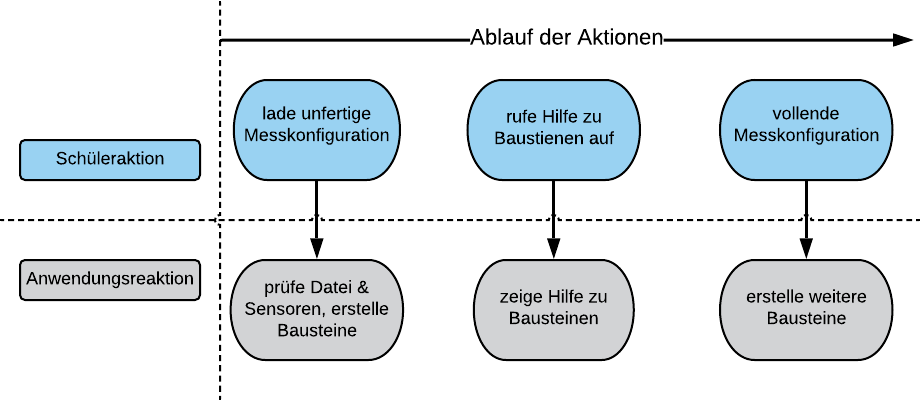 Ablauf der Aktionen
Schüleraktion
lade unfertige
Messkonfiguration
rufe Hilfe zu
Baustienen auf
vollende
Messkonfiguration
Anwendungsreaktion
prüfe Datei &
Sensoren, erstelle
Bausteine
zeige Hilfe zu
Bausteinen
erstelle weitere
Bausteine